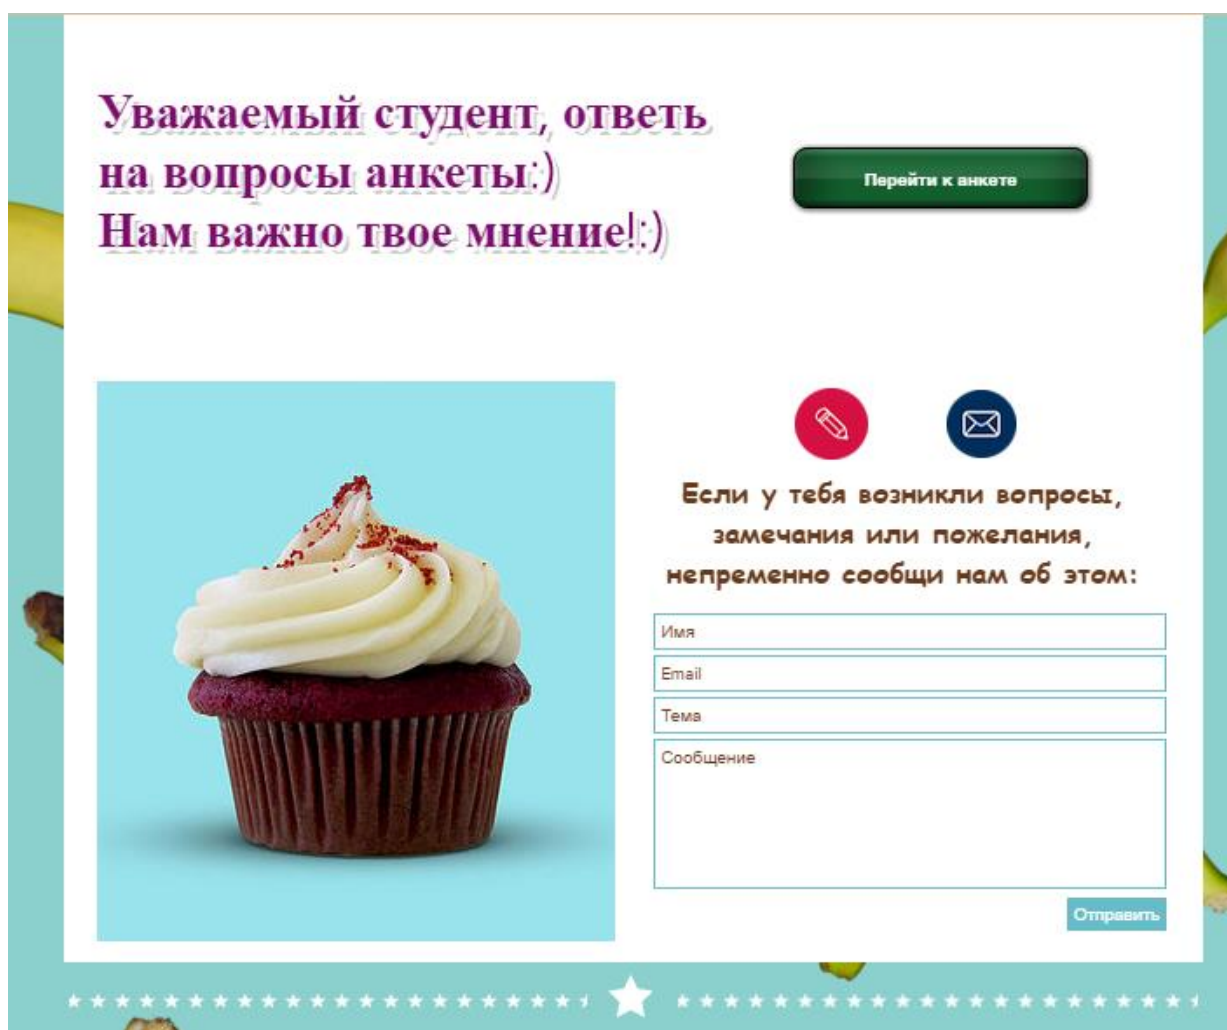 Уважаемый студент, ответь
на вопросы анкеты:)
Нам важно твое мнение!:)
Перейти к анкете
Если у тебя возникли вопросы,
замечания или пожелания,
непременно сообщи нам об этом:
Имя
Email
Тема
Сообщение
Отправить